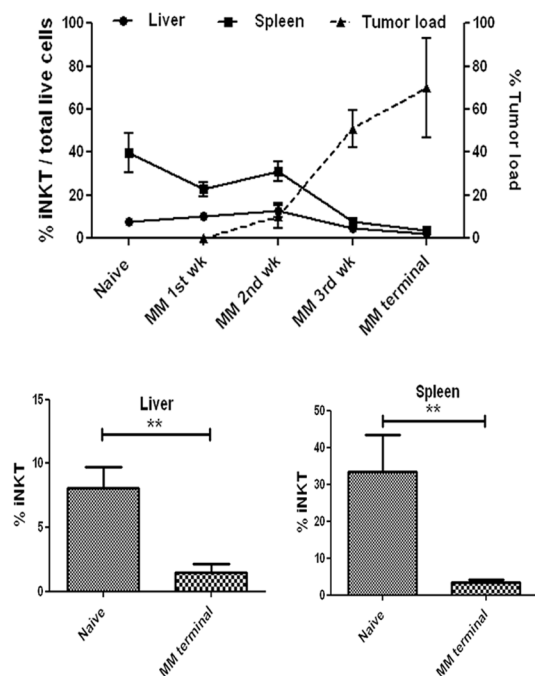 Liver Spleen Tumor load
% iNKT / total live cells
100
80
60
40
20
0
100
80
60
40
20
0
% Tumor load
Naive
MM 1st wk
MM 2nd wk
MM 3rd wk
MM terminal
Liver
**
% iNKT
15
10
5
0
Naive
MM terminal
Spleen
**
% iNKT
50
40
30
20
10
0
Naive
MM terminal